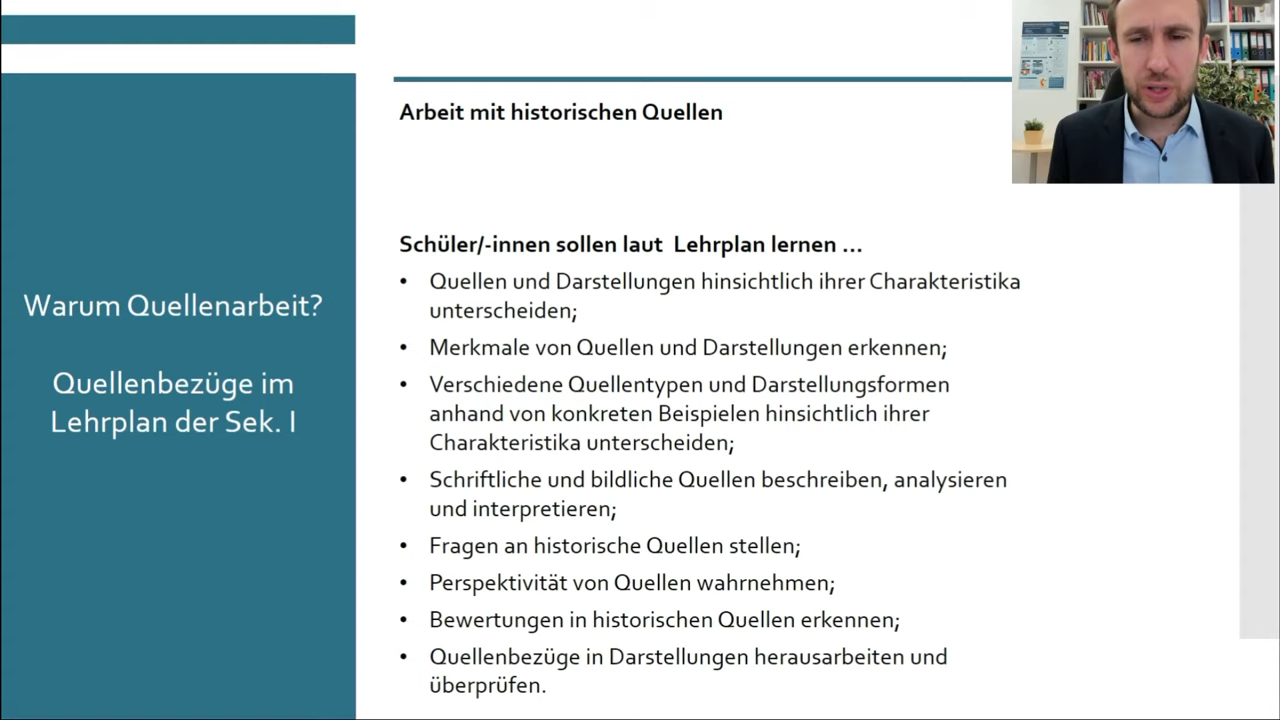 Arbeit mit historischen Quellen
Warum Quellenarbeit?
Quellenbezüge im
Lehrplan der Sek. I
Schüler/-innen sollen laut Lehrplan lernen …
• Quellen und Darstellungen hinsichtlich ihrer Charakteristika
unterscheiden;
• Merkmale von Quellen und Darstellungen erkennen;
• Verschiedene Quellentypen und Darstellungsformen
anhand von konkreten Beispielen hinsichtlich ihrer
Charakteristika unterscheiden;
• Schriftliche und bildliche Quellen beschreiben, analysieren
und interpretieren;
• Fragen an historische Quellen stellen;
• Perspektivität von Quellen wahrnehmen;
• Bewertungen in historischen Quellen erkennen;
• Quellenbezüge in Darstellungen herausarbeiten und
überprüfen.